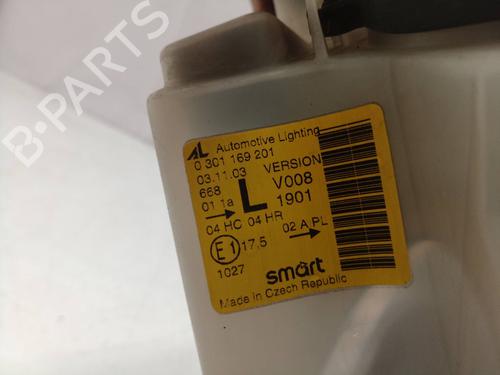 B-PARTS
AL Automotive Lighting
0 301 169 201
03.11.03 VERSION
668 L V008
01 1a 1901
04 HC 04 HR 02 A PL
E1 17,5
1027 smart
Made in Czech Republic